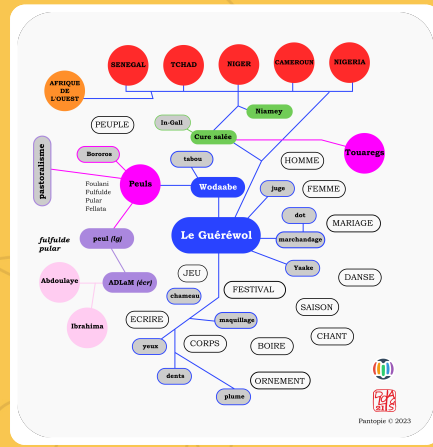 SENEGAL
TCHAD
NIGER
CAMEROUN
NIGERIA
AFRIQUE
DE
L'OUEST
PEUPLE
In-Gall
Niamey
Cure salée
Touaregs
pastoralisme
Bororos
tabou
HOMME
Peuls
Wodaabe
juge
FEMME
Foulani
Fulfulde
Pular
Fellata
dot
MARIAGE
Le Guéréwol
marchandage
fulfulde
pular
peul (lg)
Yaake
JEU
DANSE
Abdoulaye
ADLaM (écr)
chameau
FESTIVAL
SAISON
Ibrahima
ECRIRE
maquillage
CHANT
yeux
CORPS
BOIRE
dents
ORNEMENT
plume
Pantopie © 2023